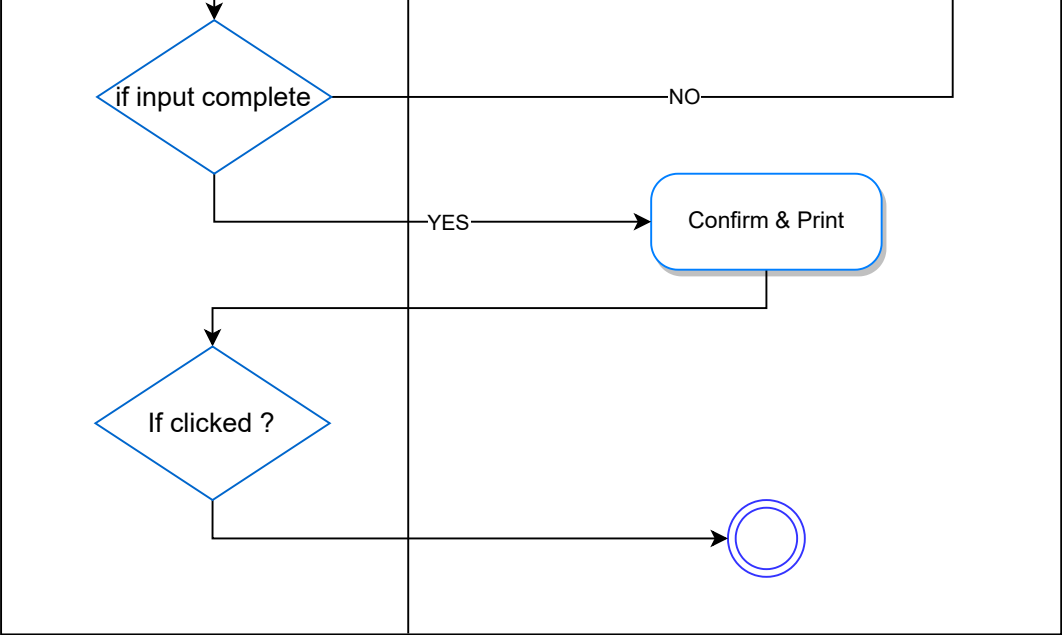 if input complete
NO
YES
Confirm & Print
If clicked ?